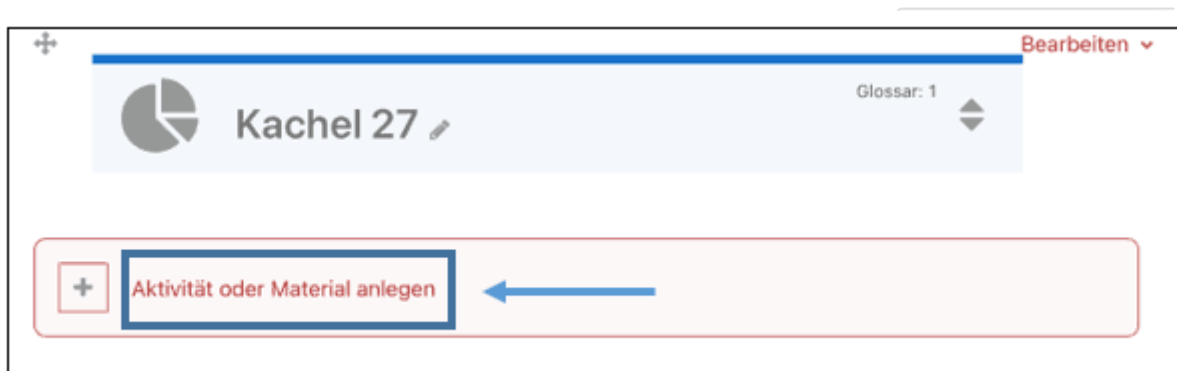 Bearbeiten
Glossar: 1
Kachel 27
Aktivität oder Material anlegen